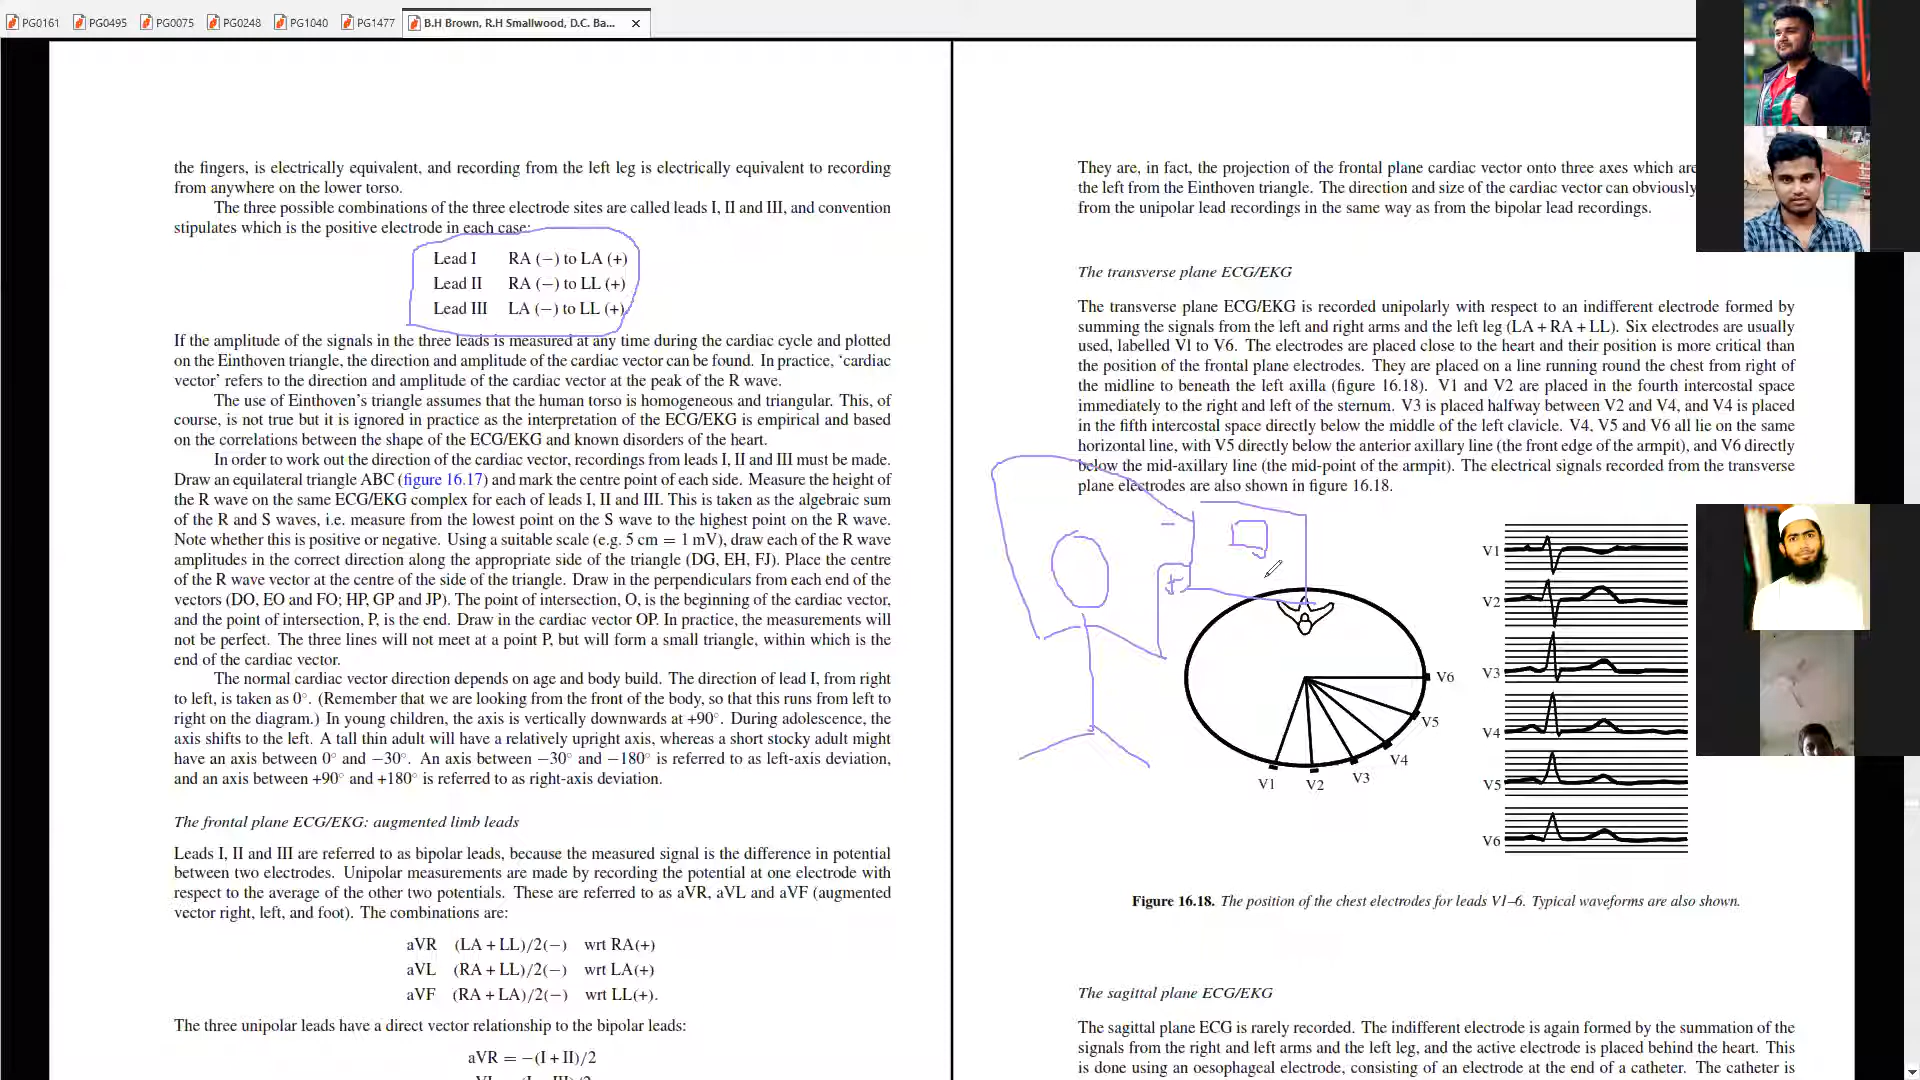 PG0161 PG0495 PG0075 PG0248 PG1040 PG1477 B.H Brown, R.H Smallwood, D.C. Ba...
the fingers, is electrically equivalent, and recording from the left leg is electrically equivalent to recording
from anywhere on the lower torso.
The three possible combinations of the three electrode sites are called leads I, II and III, and convention
stipulates which is the positive electrode in each case:
Lead I RA (−) to LA (+)
Lead II RA (−) to LL (+)
Lead III LA (−) to LL (+).
If the amplitude of the signals in the three leads is measured at any time during the cardiac cycle and plotted
on the Einthoven triangle, the direction and amplitude of the cardiac vector can be found. In practice, ‘cardiac
vector’ refers to the direction and amplitude of the cardiac vector at the peak of the R wave.
The use of Einthoven’s triangle assumes that the human torso is homogeneous and triangular. This, of
course, is not true but it is ignored in practice as the interpretation of the ECG/EKG is empirical and based
on the correlations between the shape of the ECG/EKG and known disorders of the heart.
In order to work out the direction of the cardiac vector, recordings from leads I, II and III must be made.
Draw an equilateral triangle ABC (figure 16.17) and mark the centre point of each side. Measure the height of
the R wave on the same ECG/EKG complex for each of leads I, II and III. This is taken as the algebraic sum
of the R and S waves, i.e. measure from the lowest point on the S wave to the highest point on the R wave.
Note whether this is positive or negative. Using a suitable scale (e.g. 5 cm = 1 mV), draw each of the R wave
amplitudes in the correct direction along the appropriate side of the triangle (DG, EH, FJ). Place the centre
of the R wave vector at the centre of the side of the triangle. Draw in the perpendiculars from each end of the
vectors (DO, EO and FO; HP, GP and JP). The point of intersection, O, is the beginning of the cardiac vector,
and the point of intersection, P, is the end. Draw in the cardiac vector OP. In practice, the measurements will
not be perfect. The three lines will not meet at a point P, but will form a small triangle, within which is the
end of the cardiac vector.
The normal cardiac vector direction depends on age and body build. The direction of lead I, from right
to left, is taken as 0°. (Remember that we are looking from the front of the body, so that this runs from left to
right on the diagram.) In young children, the axis is vertically downwards at +90°. During adolescence, the
axis shifts to the left. A tall thin adult will have a relatively upright axis, whereas a short stocky adult might
have an axis between 0° and −30°. An axis between −30° and −180° is referred to as left-axis deviation,
and an axis between +90° and +180° is referred to as right-axis deviation.
The frontal plane ECG/EKG: augmented limb leads
Leads I, II and III are referred to as bipolar leads, because the measured signal is the difference in potential
between two electrodes. Unipolar measurements are made by recording the potential at one electrode with
respect to the average of the other two potentials. These are referred to as aVR, aVL and aVF (augmented
vector right, left, and foot). The combinations are:
aVR (LA + LL)/2(−) wrt RA(+)
aVL (RA + LL)/2(−) wrt LA(+)
aVF (RA + LA)/2(−) wrt LL(+).
The three unipolar leads have a direct vector relationship to the bipolar leads:
aVR = −(I + II)/2
They are, in fact, the projection of the frontal plane cardiac vector onto three axes which are
the left from the Einthoven triangle. The direction and size of the cardiac vector can obviously
from the unipolar lead recordings in the same way as from the bipolar lead recordings.
The transverse plane ECG/EKG
The transverse plane ECG/EKG is recorded unipolarly with respect to an indifferent electrode formed by
summing the signals from the left and right arms and the left leg (LA + RA + LL). Six electrodes are usually
used, labelled V1 to V6. The electrodes are placed close to the heart and their position is more critical than
the position of the frontal plane electrodes. They are placed on a line running round the chest from right of
the midline to beneath the left axilla (figure 16.18). V1 and V2 are placed in the fourth intercostal space
immediately to the right and left of the sternum. V3 is placed halfway between V2 and V4, and V4 is placed
in the fifth intercostal space directly below the middle of the left clavicle. V4, V5 and V6 all lie on the same
horizontal line, with V5 directly below the anterior axillary line (the front edge of the armpit), and V6 directly
below the mid-axillary line (the mid-point of the armpit). The electrical signals recorded from the transverse
plane electrodes are also shown in figure 16.18.
−
+
V6
V5
V4
V3
V2
V1
V1
V2
V3
V4
V5
V6
Figure 16.18. The position of the chest electrodes for leads V1–6. Typical waveforms are also shown.
The sagittal plane ECG/EKG
The sagittal plane ECG is rarely recorded. The indifferent electrode is again formed by the summation of the
signals from the right and left arms and the left leg, and the active electrode is placed behind the heart. This
is done using an oesophageal electrode, consisting of an electrode at the end of a catheter. The catheter is